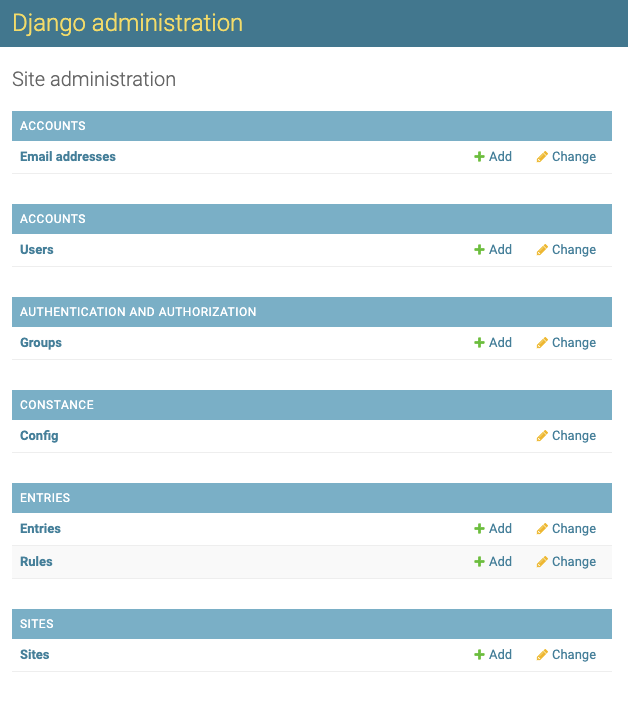 Django administration
Site administration
ACCOUNTS
Email addresses Add Change
ACCOUNTS
Users Add Change
AUTHENTICATION AND AUTHORIZATION
Groups Add Change
CONSTANCE
Config Change
ENTRIES
Entries Add Change
Rules Add Change
SITES
Sites Add Change